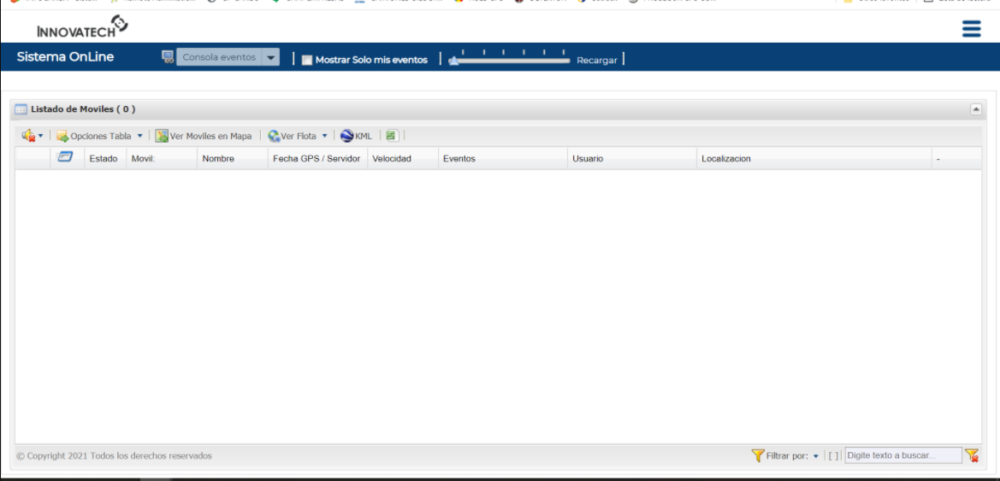 INNOVATECH
Sistema OnLine
Consola eventos
Mostrar Solo mis eventos
Recargar
Listado de Moviles ( 0 )
Opciones Tabla
Ver Moviles en Mapa
Ver Flota
KML
Estado Movil: Nombre Fecha GPS / Servidor Velocidad Eventos Usuario Localizacion -
© Copyright 2021 Todos los derechos reservados
Filtrar por: [ ] Digite texto a buscar...